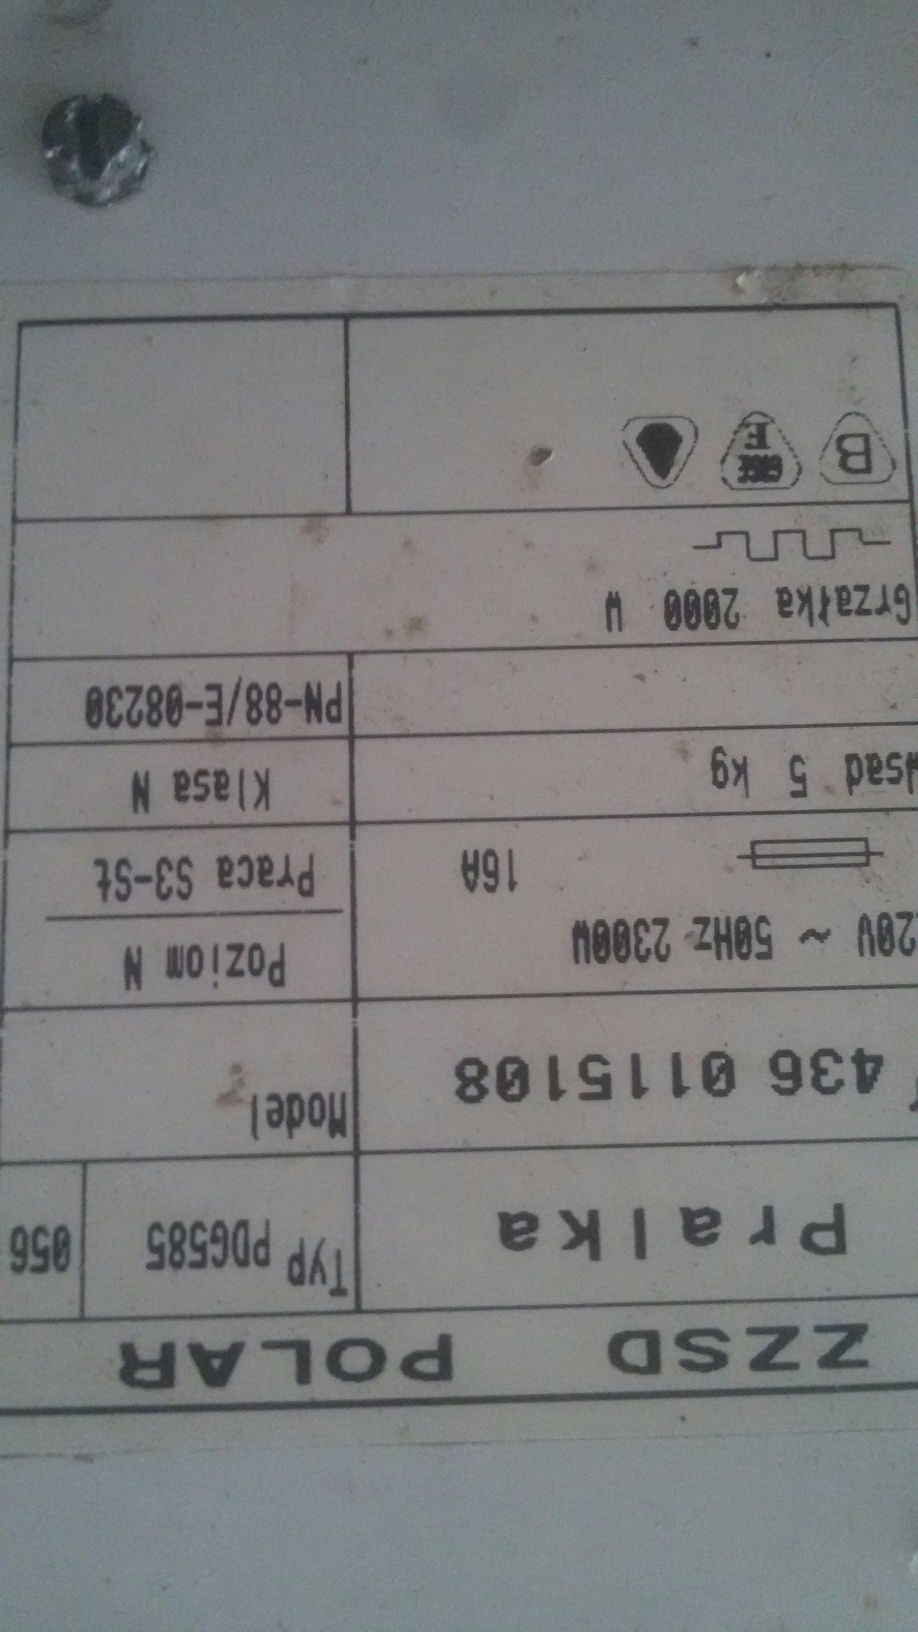 ZZSD POLAR
Pralka
Typ PDG585
056
436 0115108
Model
20V ~ 50Hz 2300W
16A
Poziom N
Praca S3-St
Wsad 5 kg
Klasa N
PN-88/E-08230
Grzałka 2000 W
B
E